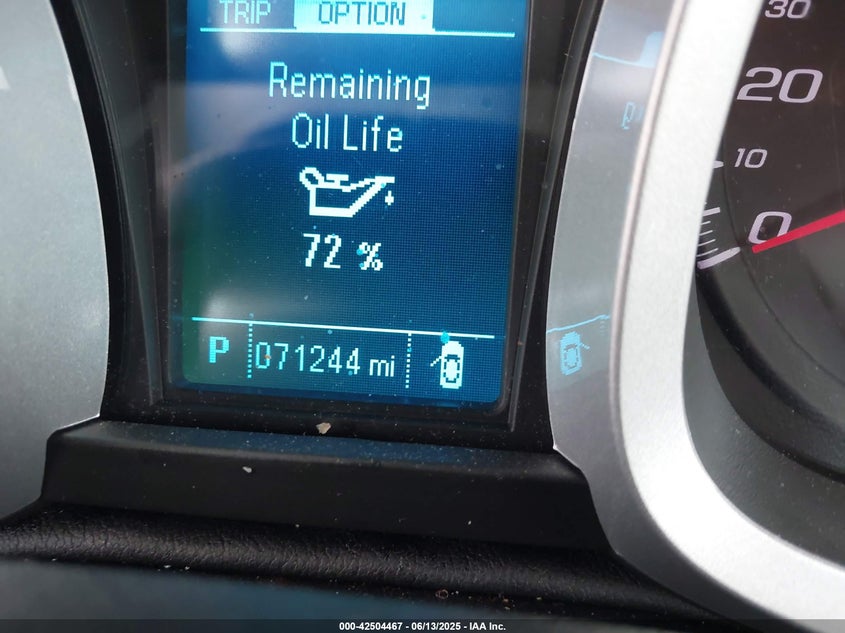 TRIP OPTION
Remaining
Oil Life
72 %
P 071244 mi
30
20
10
0
000-42504467 - 06/13/2025 - IAA Inc.